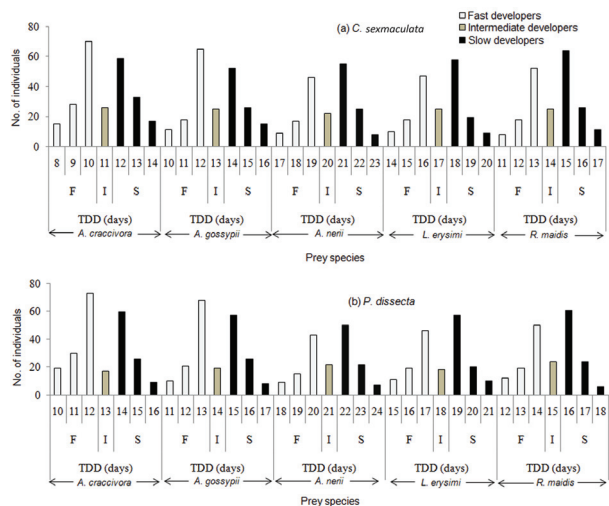 (a) C. sexmaculata
Fast developers
Intermediate developers
Slow developers
No. of individuals
80
60
40
20
0
8 9 10 11 12 13 14 10 11 12 13 14 15 16 17 18 19 20 21 22 23 14 15 16 17 18 19 20 11 12 13 14 15 16 17
F I S F I S F I S F I S F I S
TDD (days) TDD (days) TDD (days) TDD (days) TDD (days)
A. craccivora A. gossypii A. nerii L. erysimi R. maidis
Prey species
(b) P. dissecta
No. of individuals
80
60
40
20
0
10 11 12 13 14 15 16 11 12 13 14 15 16 17 18 19 20 21 22 23 24 15 16 17 18 19 20 21 12 13 14 15 16 17 18
F I S F I S F I S F I S F I S
TDD (days) TDD (days) TDD (days) TDD (days) TDD (days)
A. craccivora A. gossypii A. nerii L. erysimi R. maidis
Prey species